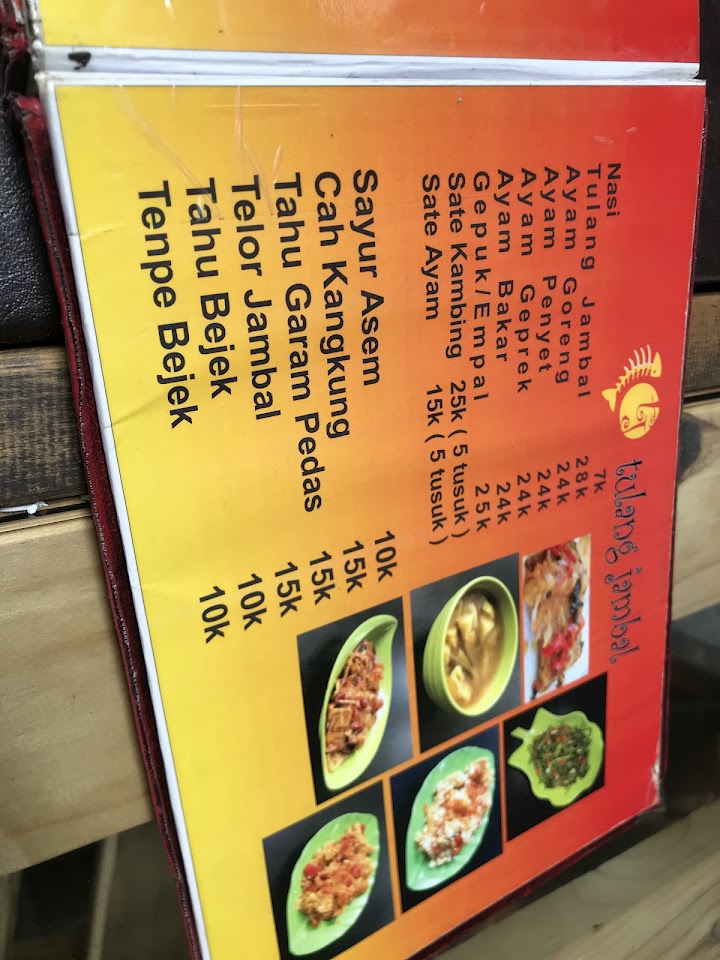 tulang jambal
Nasi 7k
Tulang Jambal 28k
Ayam Goreng 24k
Ayam Penyet 24k
Ayam Geprek 24k
Ayam Bakar 24k
Gepuk/Empal 25k
Sate Kambing 25k ( 5 tusuk )
Sate Ayam 15k ( 5 tusuk )
Sayur Asem 10k
Cah Kangkung 15k
Tahu Garam Pedas 15k
Telor Jambal 15k
Tahu Bejek 10k
Tenpe Bejek 10k